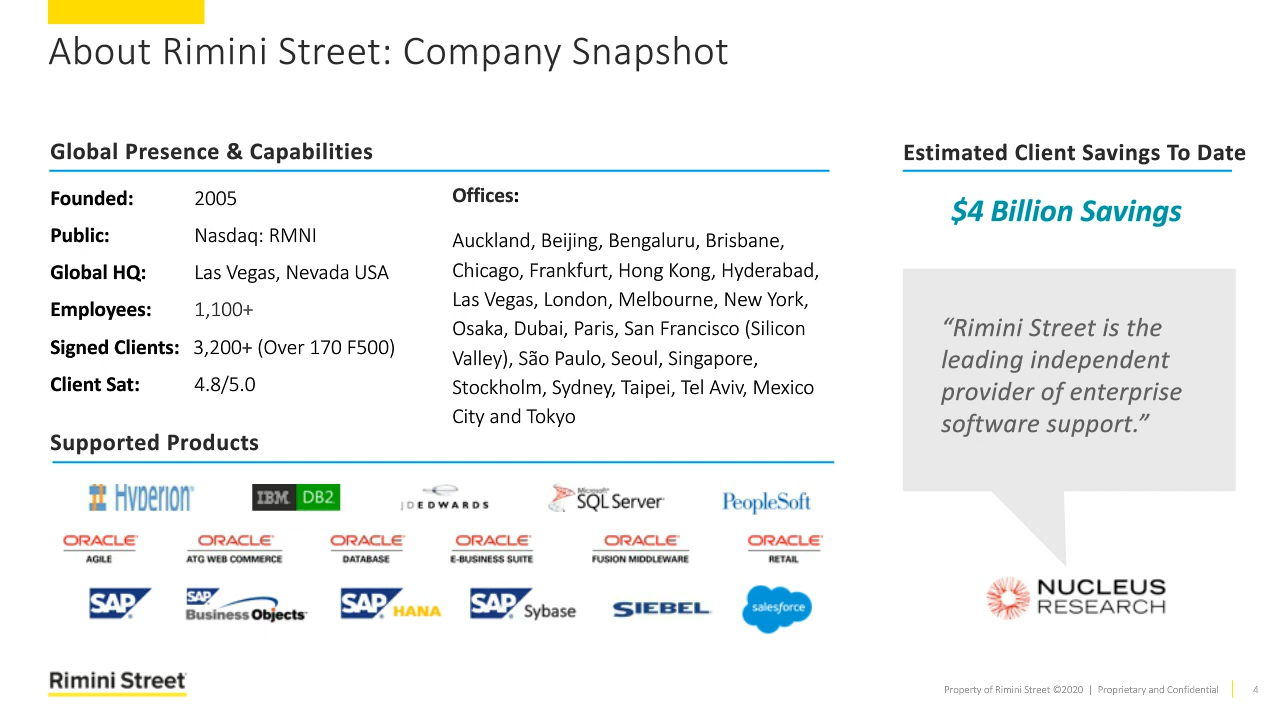 About Rimini Street: Company Snapshot
Global Presence & Capabilities
Founded: 2005
Public: Nasdaq: RMNI
Global HQ: Las Vegas, Nevada USA
Employees: 1,100+
Signed Clients: 3,200+ (Over 170 F500)
Client Sat: 4.8/5.0
Offices:
Auckland, Beijing, Bengaluru, Brisbane,
Chicago, Frankfurt, Hong Kong, Hyderabad,
Las Vegas, London, Melbourne, New York,
Osaka, Dubai, Paris, San Francisco (Silicon
Valley), São Paulo, Seoul, Singapore,
Stockholm, Sydney, Taipei, Tel Aviv, Mexico
City and Tokyo
Supported Products
Hyperion
IBM DB2
JDEDWARDS
Microsoft
SQL Server
PeopleSoft
ORACLE
AGILE
ORACLE
ATG WEB COMMERCE
ORACLE
DATABASE
ORACLE
E-BUSINESS SUITE
ORACLE
FUSION MIDDLEWARE
ORACLE
RETAIL
SAP
SAP
Business Objects
SAP HANA
SAP Sybase
SIEBEL
salesforce
Estimated Client Savings To Date
$4 Billion Savings
“Rimini Street is the
leading independent
provider of enterprise
software support.”
NUCLEUS
RESEARCH
Rimini Street
Property of Rimini Street ©2020 | Proprietary and Confidential 4